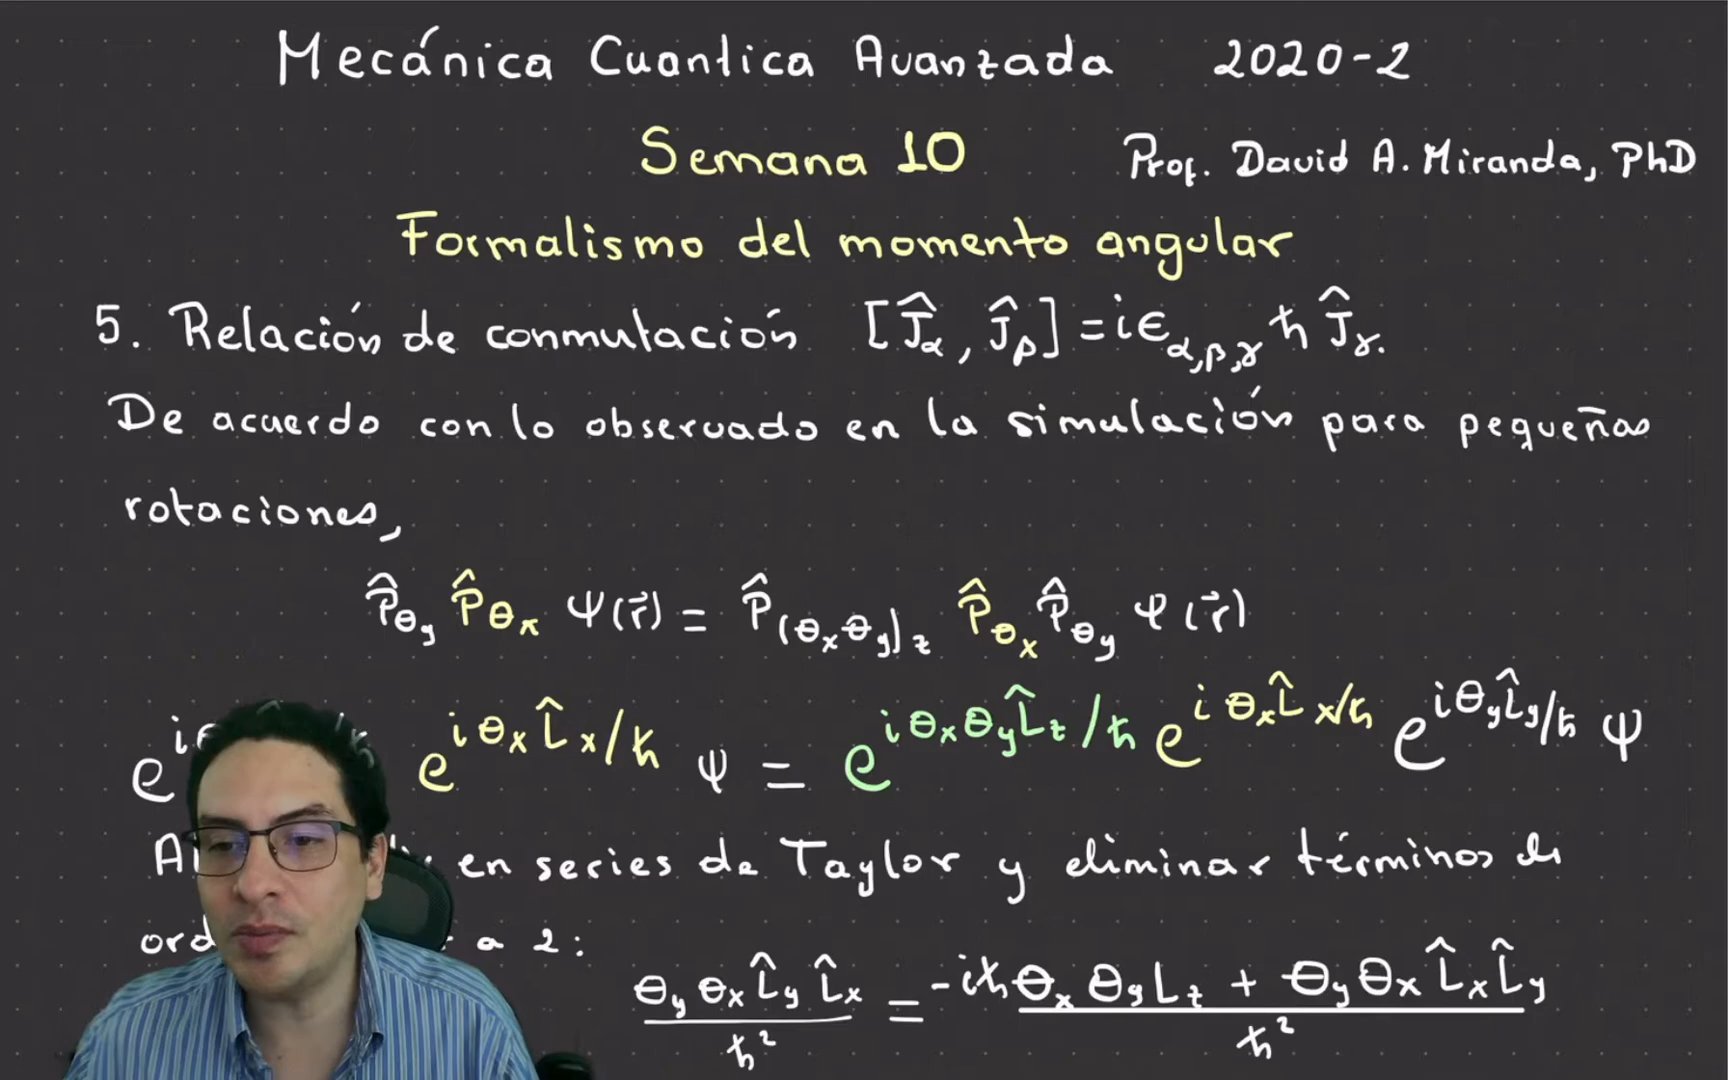 Mecánica Cuantica Avanzada 2020-2
Semana 10 Prof. David A. Miranda, PhD
Formalismo del momento angular
5. Relación de conmutación [Ĵα, Ĵβ] = iϵα,β,γ ħ Ĵγ.
De acuerdo con lo observado en la simulación para pequeñas
rotaciones,
P̂θy P̂θx Ψ(r⃗) = P̂(θxθy)z P̂θx P̂θy Ψ(r⃗)
e^{iθxL̂x/ħ} ψ = e^{iθxθyL̂z/ħ} e^{iθxL̂x/ħ} e^{iθyL̂y/ħ} ψ
en series de Taylor y eliminar términos de
a 2:
θyθxL̂yL̂x/ħ² = -iħθxθyLz + θyθxL̂xL̂y/ħ²